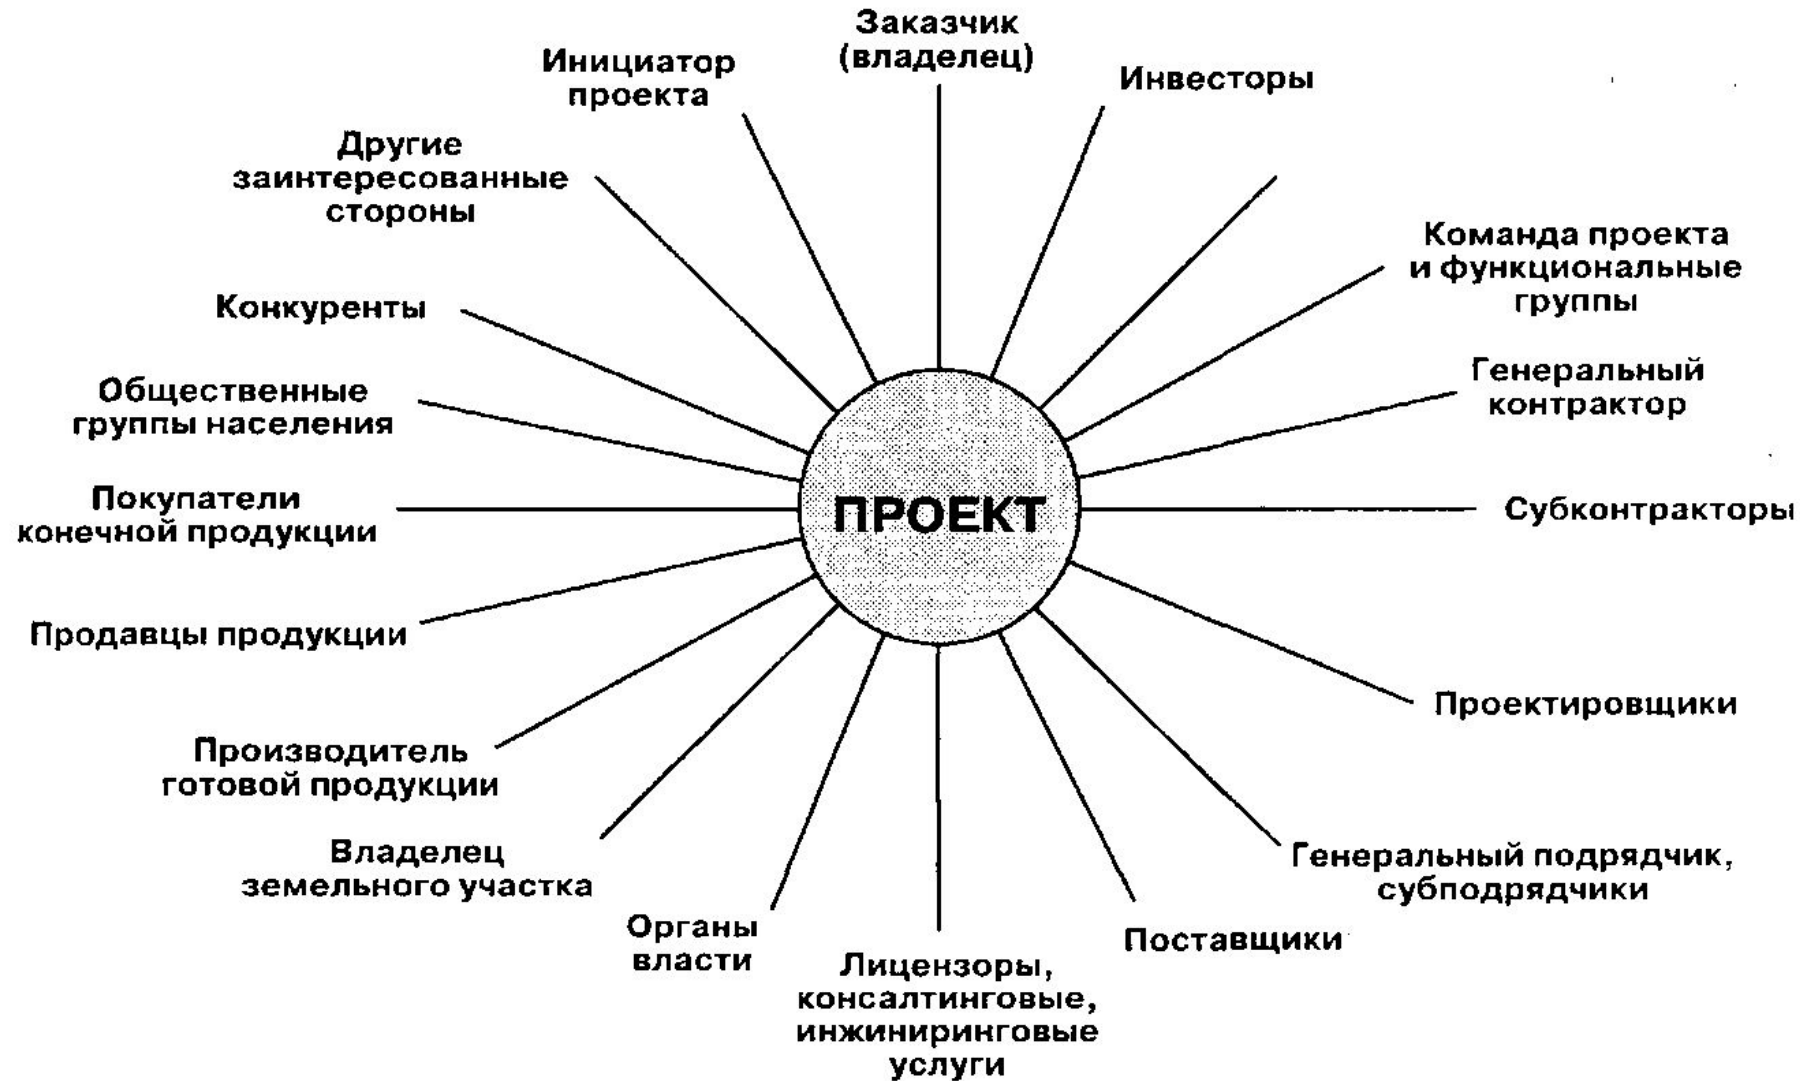 Заказчик
(владелец)
Инвесторы
Команда проекта
и функциональные
группы
Генеральный
контрактор
Субконтракторы
Проектировщики
Генеральный подрядчик,
субподрядчики
Поставщики
Лицензоры,
консалтинговые,
инжиниринговые
услуги
Органы
власти
Владелец
земельного участка
Производитель
готовой продукции
Продавцы продукции
Покупатели
конечной продукции
Общественные
группы населения
Конкуренты
Другие
заинтересованные
стороны
Инициатор
проекта
ПРОЕКТ